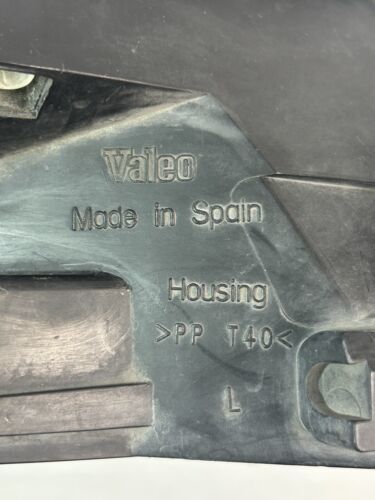 Valeo
Made in Spain
Housing
>PP T40<
L